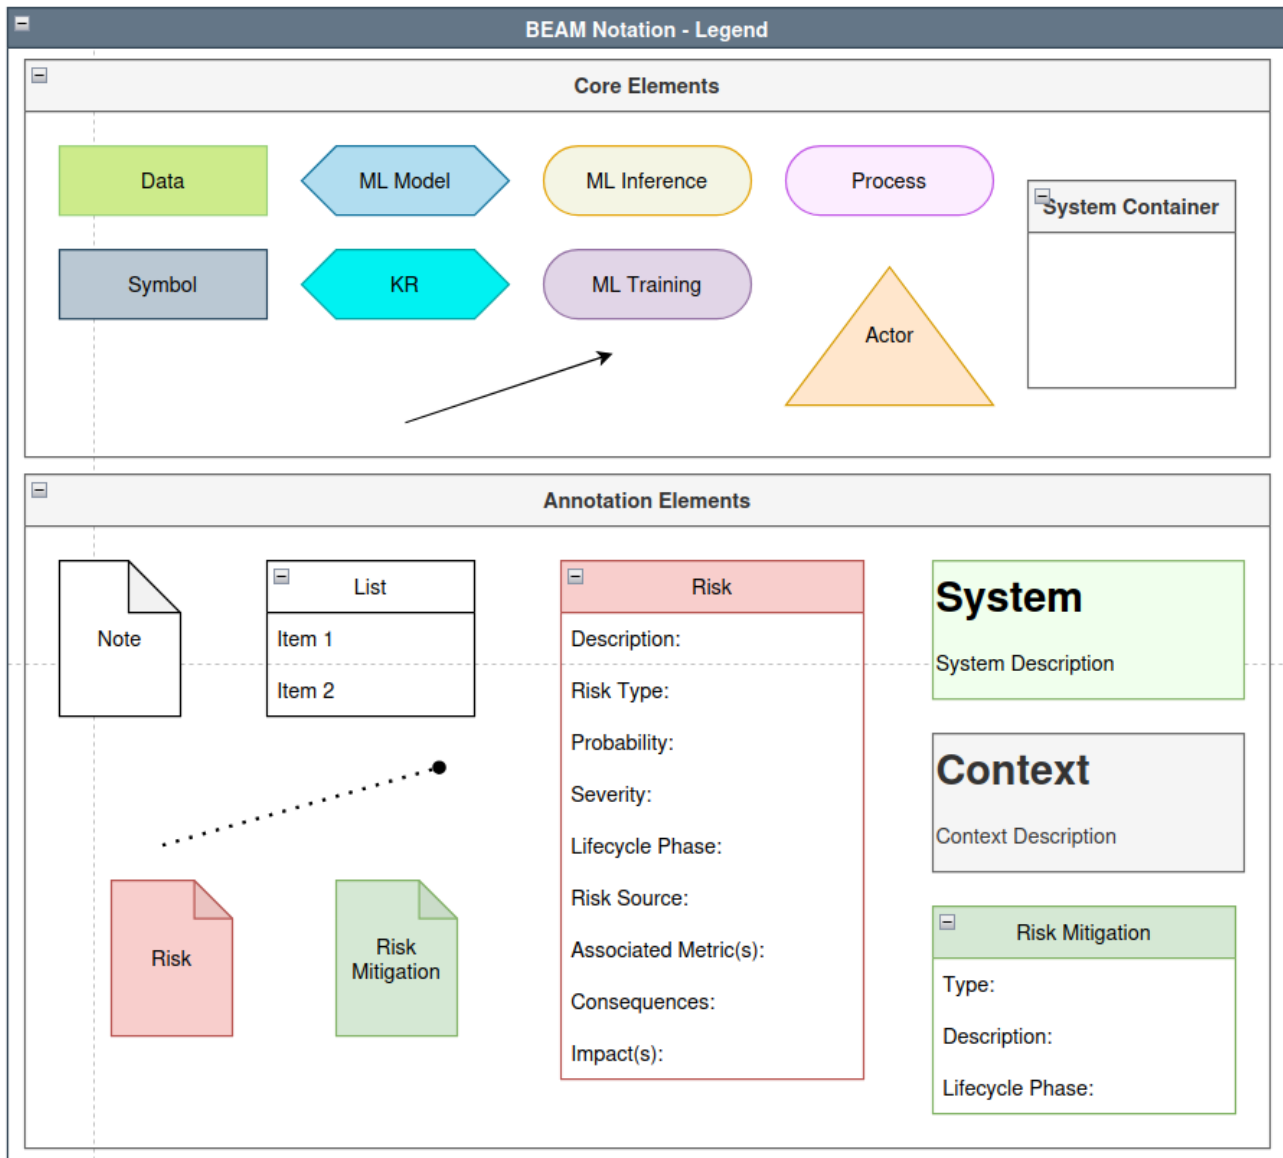 BEAM Notation - Legend
Core Elements
Data
ML Model
ML Inference
Process
System Container
Symbol
KR
ML Training
Actor
Annotation Elements
Note
List
Item 1
Item 2
Risk
Description:
Risk Type:
Probability:
Severity:
Lifecycle Phase:
Risk Source:
Associated Metric(s):
Consequences:
Impact(s):
System
System Description
Context
Context Description
Risk
Risk
Mitigation
Risk Mitigation
Type:
Description:
Lifecycle Phase: